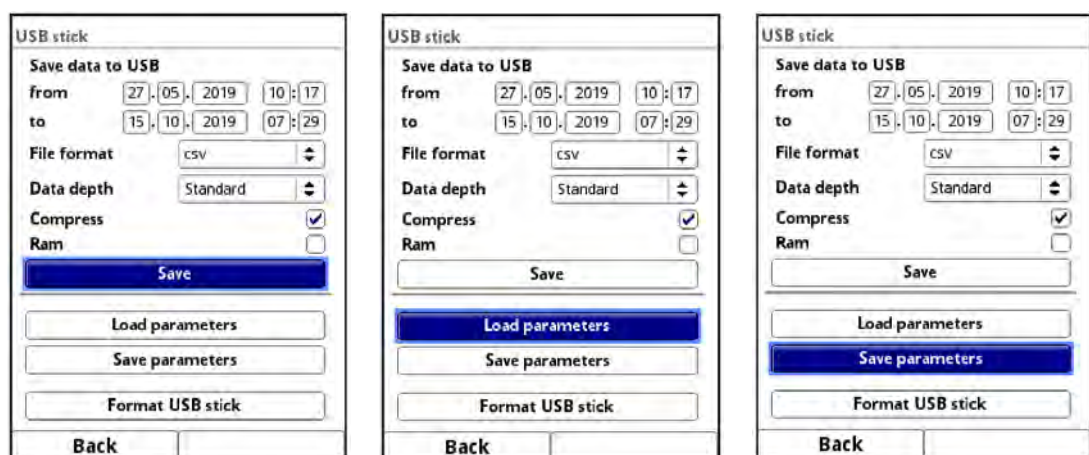 USB stick
Save data to USB
from 27.05.2019 10:17
to 15.10.2019 07:29
File format csv
Data depth Standard
Compress
Ram
Save
Load parameters
Save parameters
Format USB stick
Back
USB stick
Save data to USB
from 27.05.2019 10:17
to 15.10.2019 07:29
File format csv
Data depth Standard
Compress
Ram
Save
Load parameters
Save parameters
Format USB stick
Back
USB stick
Save data to USB
from 27.05.2019 10:17
to 15.10.2019 07:29
File format csv
Data depth Standard
Compress
Ram
Save
Load parameters
Save parameters
Format USB stick
Back